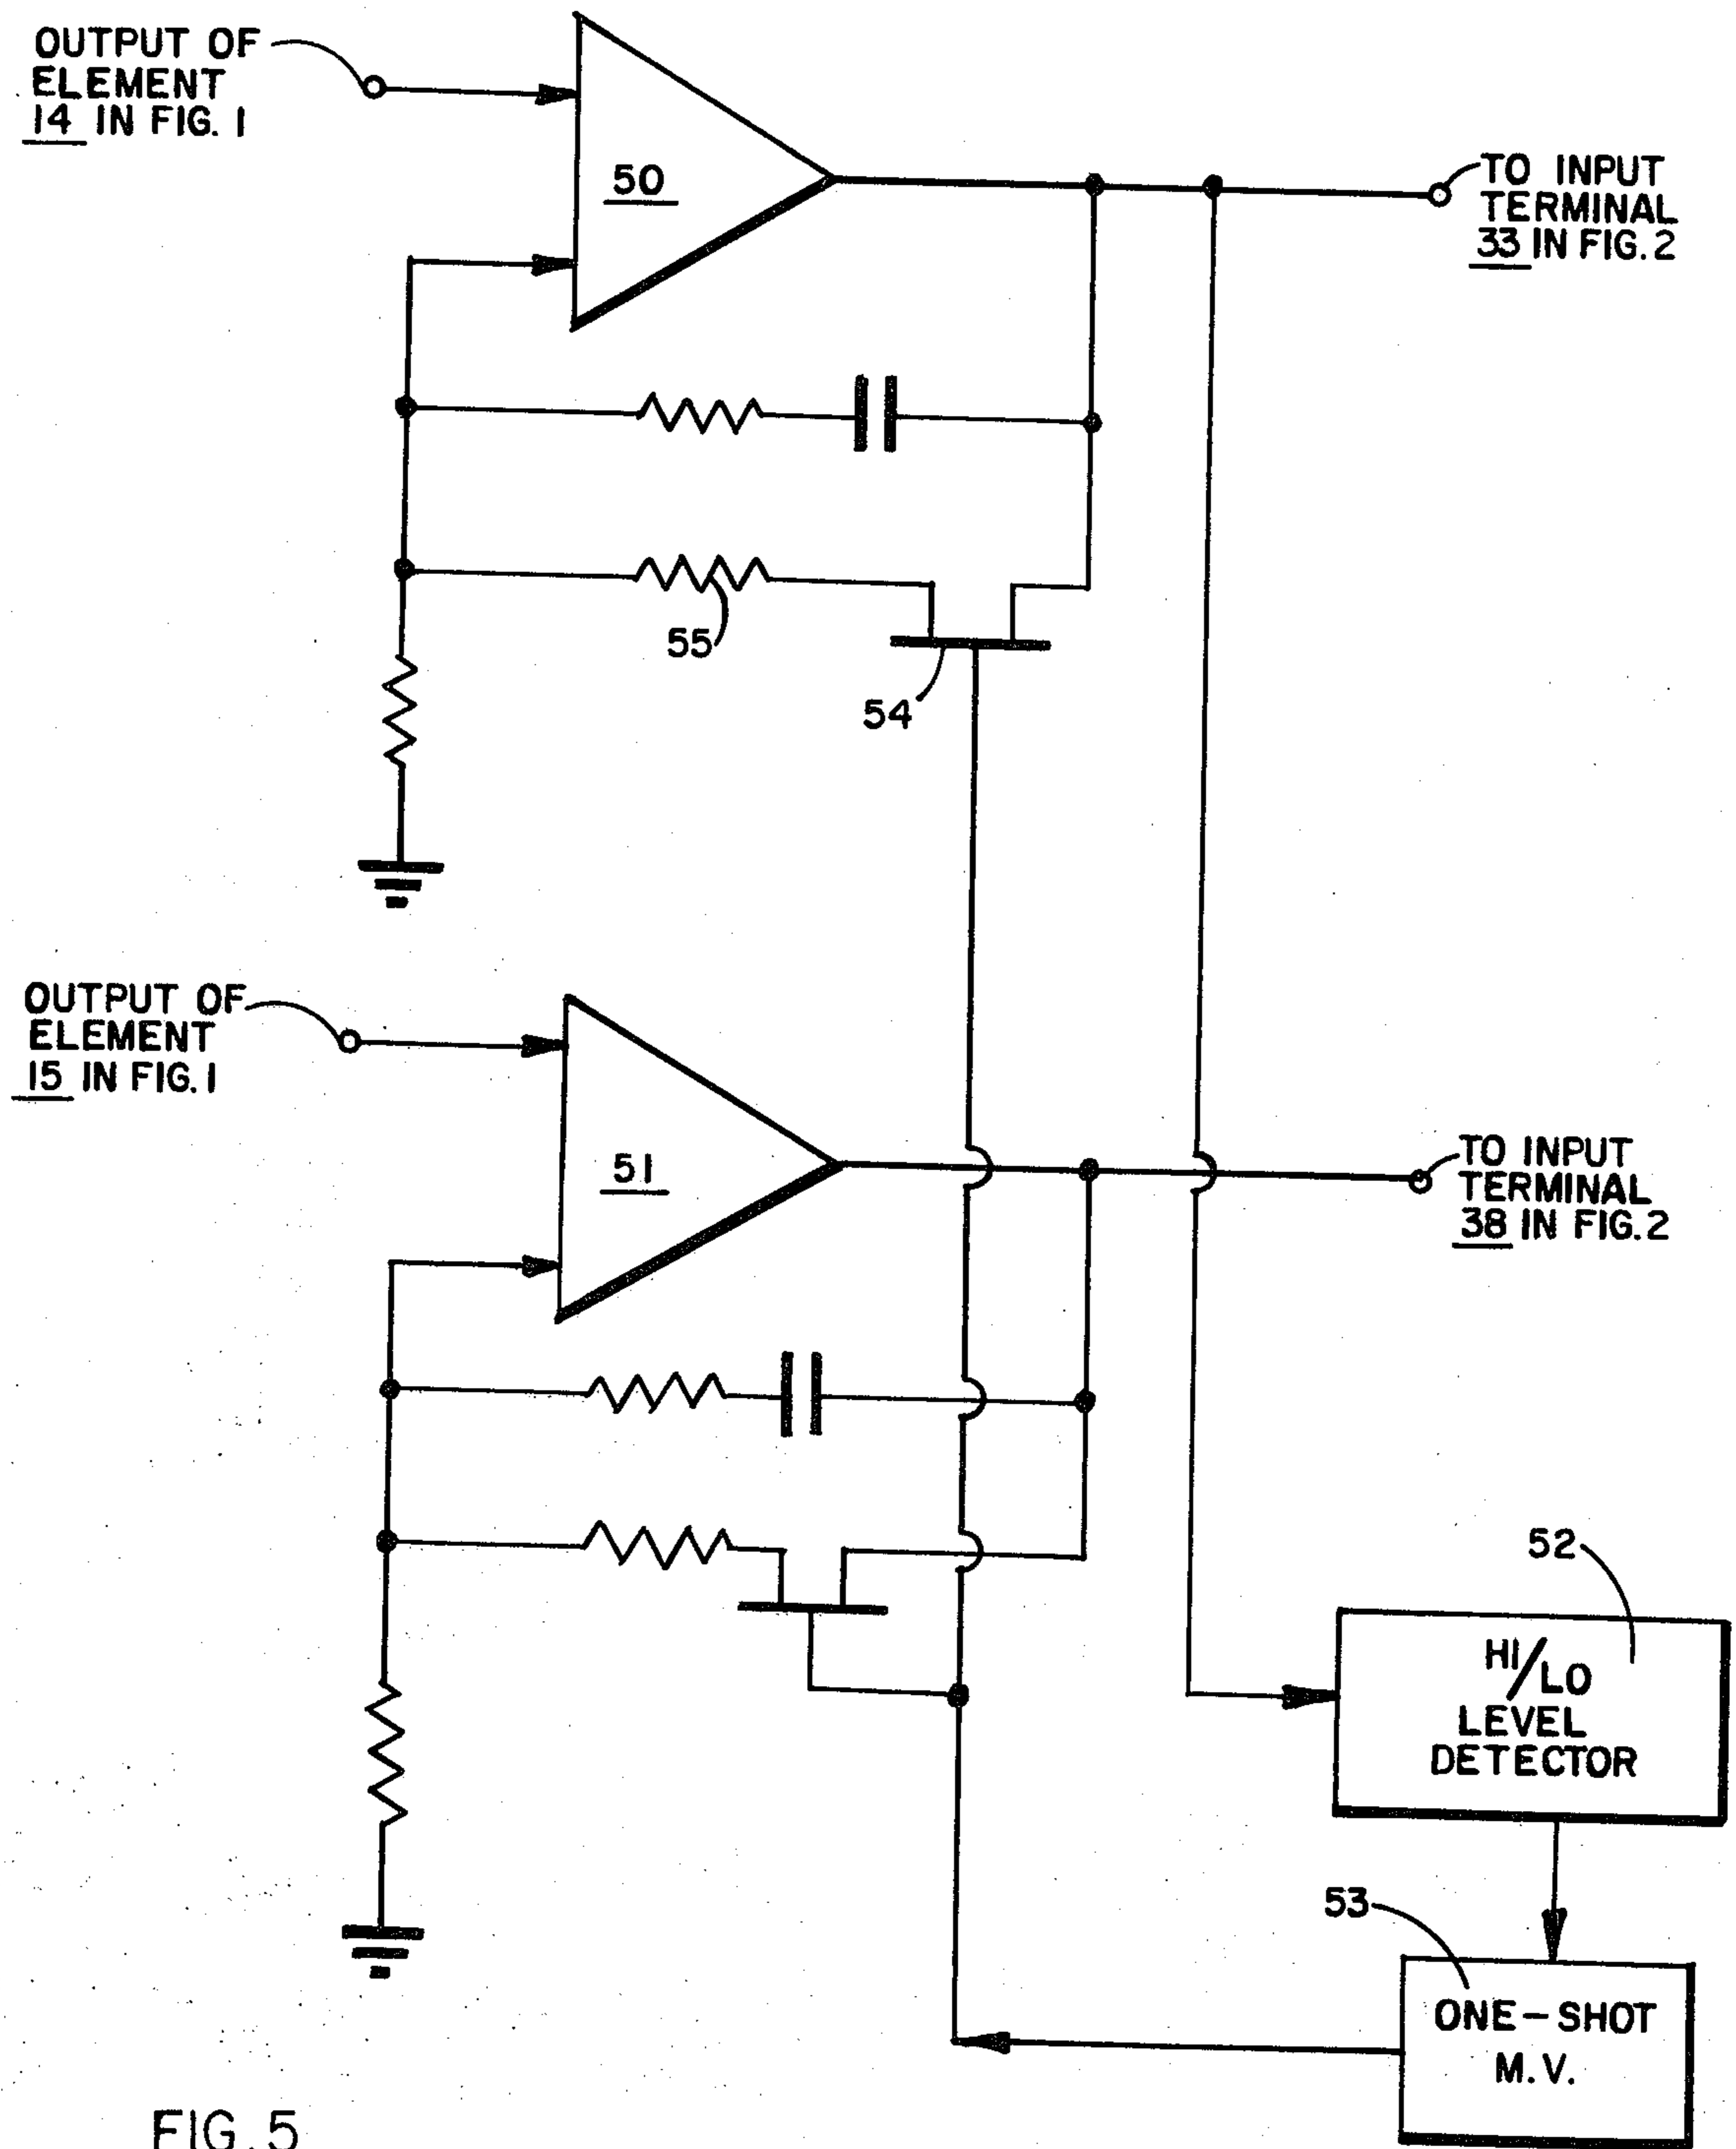 OUTPUT OF
ELEMENT
14 IN FIG. 1
50
TO INPUT
TERMINAL
33 IN FIG. 2
55
54
OUTPUT OF
ELEMENT
15 IN FIG. 1
51
TO INPUT
TERMINAL
38 IN FIG. 2
52
HI/LO
LEVEL
DETECTOR
53
ONE-SHOT
M.V.
FIG. 5